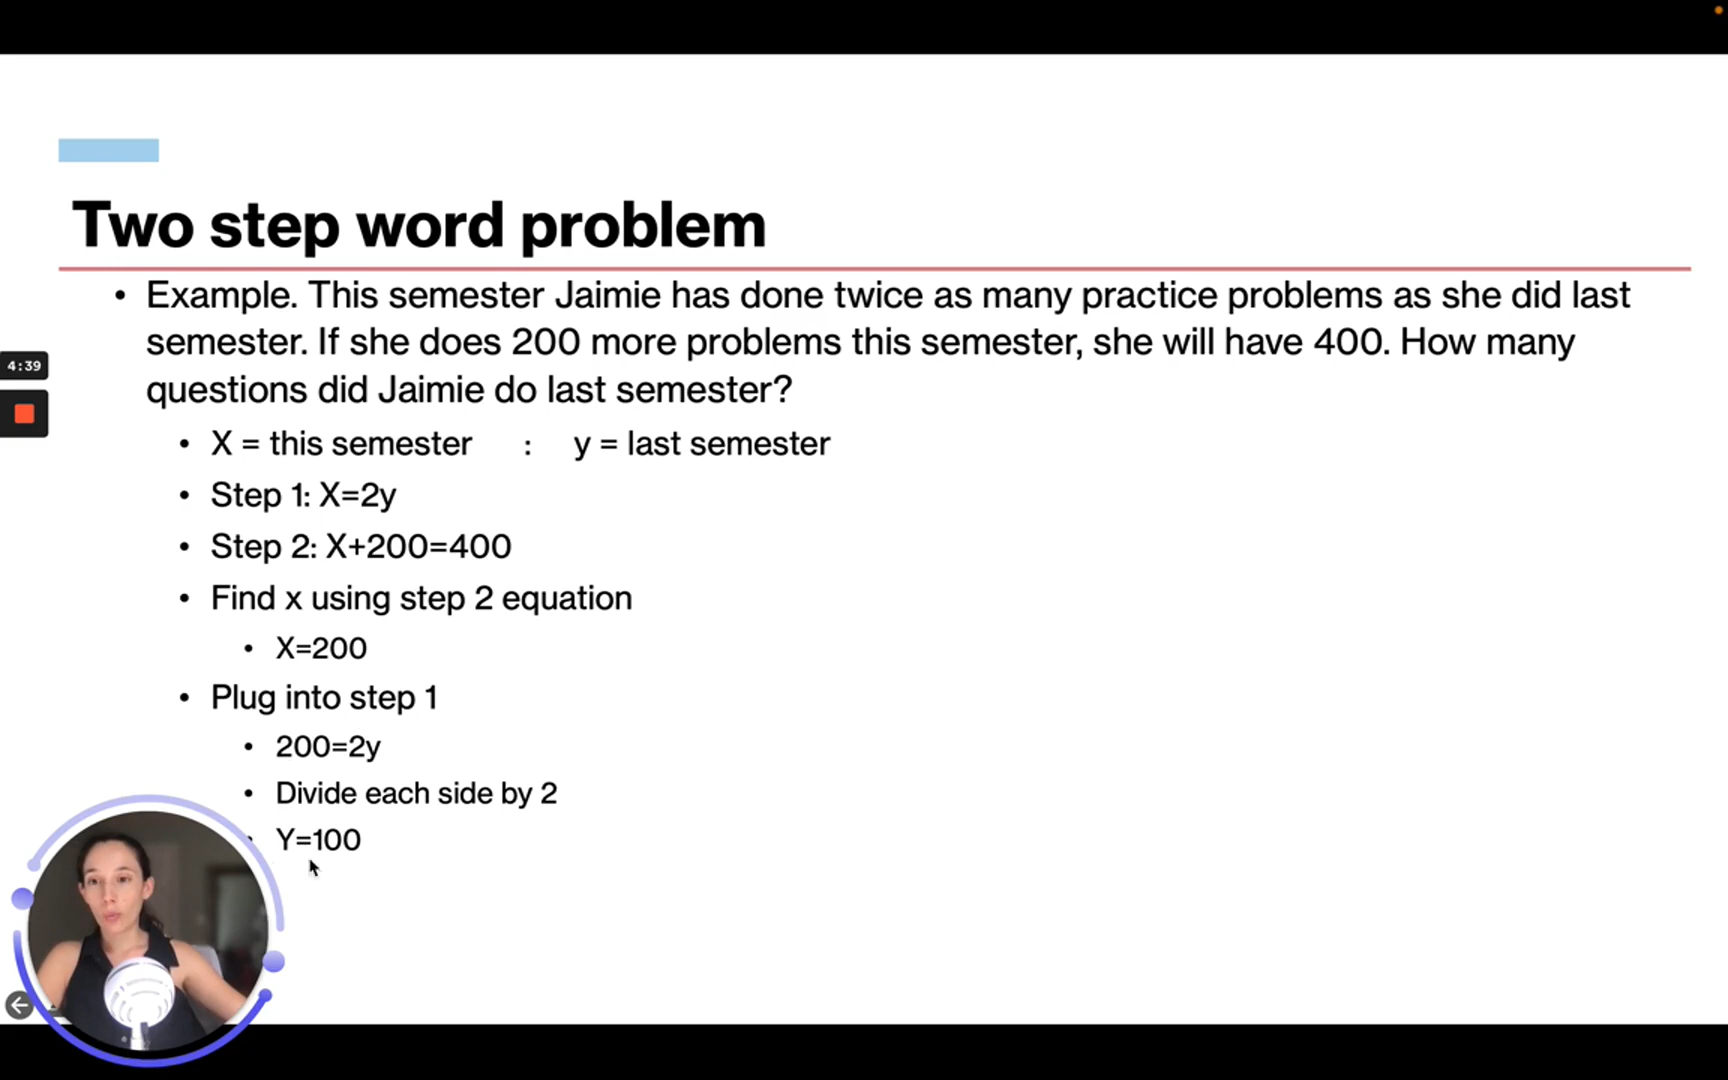 Two step word problem
• Example. This semester Jaimie has done twice as many practice problems as she did last
semester. If she does 200 more problems this semester, she will have 400. How many
questions did Jaimie do last semester?
4:39
• X = this semester : y = last semester
• Step 1: X=2y
• Step 2: X+200=400
• Find x using step 2 equation
• X=200
• Plug into step 1
• 200=2y
• Divide each side by 2
• Y=100